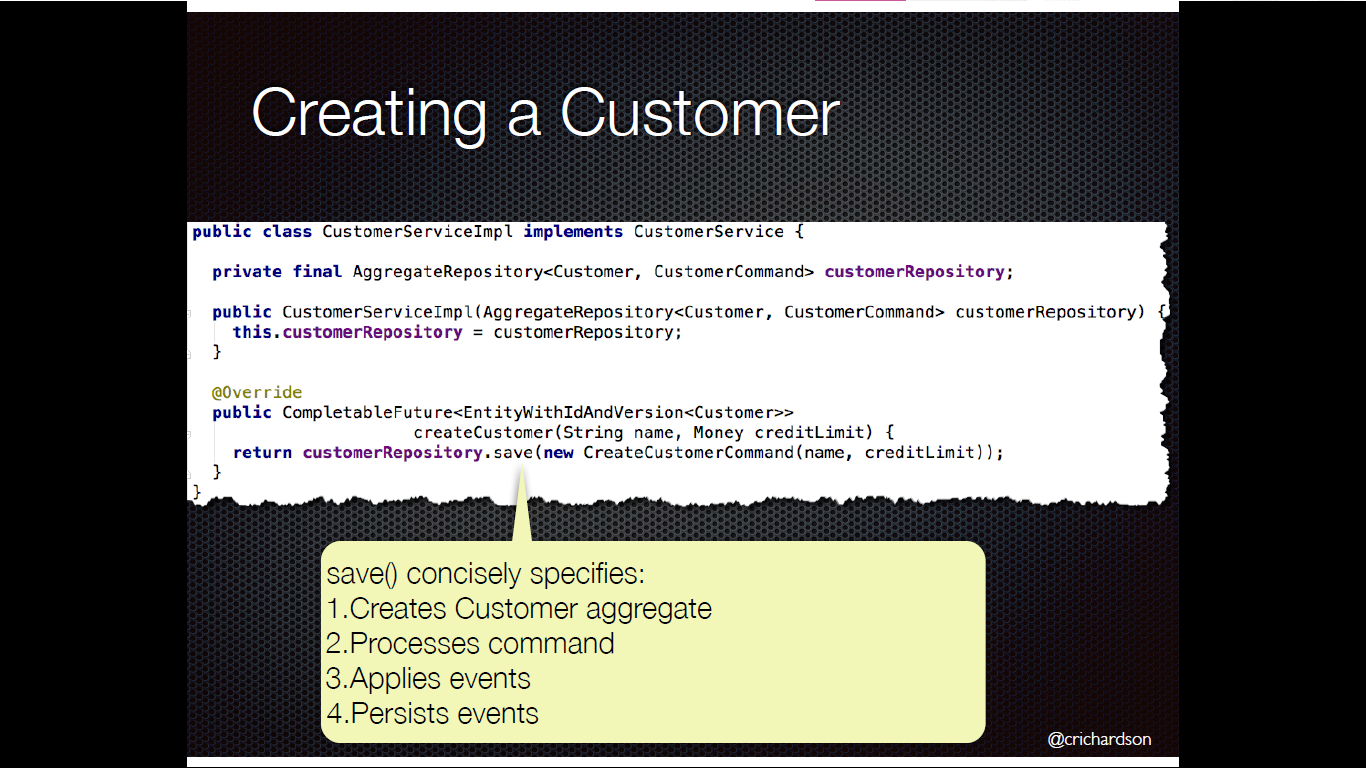 Creating a Customer
public class CustomerServiceImpl implements CustomerService {
private final AggregateRepository<Customer, CustomerCommand> customerRepository;
public CustomerServiceImpl(AggregateRepository<Customer, CustomerCommand> customerRepository) {
this.customerRepository = customerRepository;
}
@Override
public CompletableFuture<EntityWithIdAndVersion<Customer>>
createCustomer(String name, Money creditLimit) {
return customerRepository.save(new CreateCustomerCommand(name, creditLimit));
}
}
save() concisely specifies:
1.Creates Customer aggregate
2.Processes command
3.Applies events
4.Persists events
@crichardson